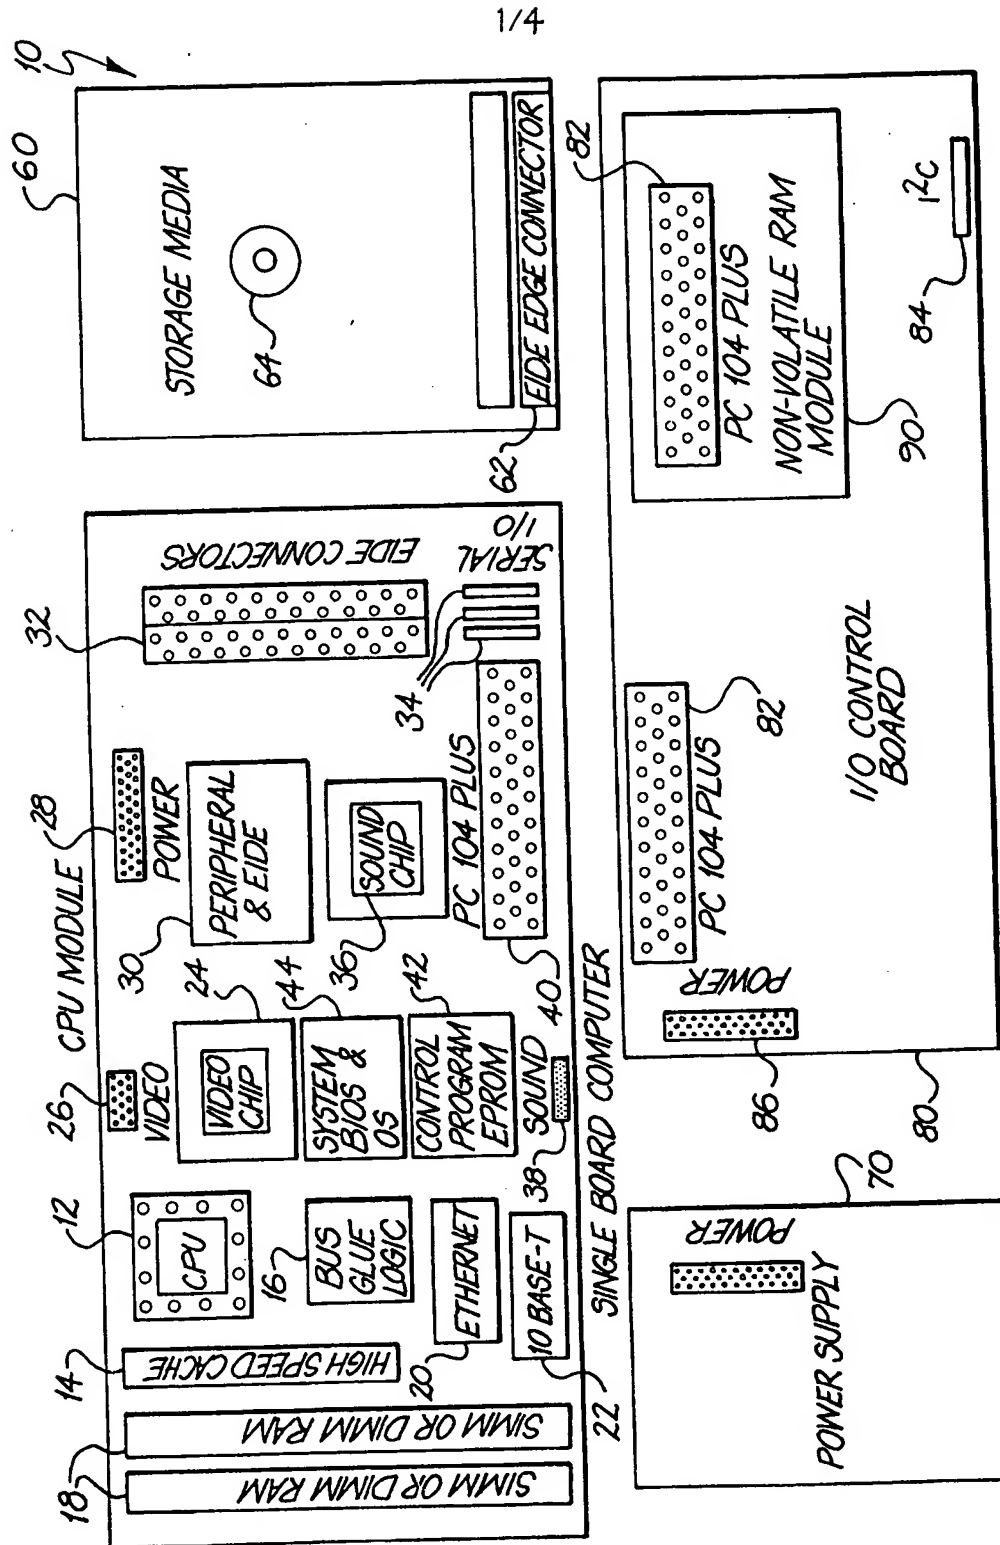 1/4
10
60
STORAGE MEDIA
64
EIDE EDGE CONNECTOR
62
CPU MODULE
18
SIMM OR DIMM RAM
SIMM OR DIMM RAM
14
HIGH SPEED CACHE
12
CPU
16
BUS
GLUE
LOGIC
20
ETHERNET
10 BASE-T
22
26
VIDEO
24
VIDEO
CHIP
44
SYSTEM
BIOS &
OS
42
CONTROL
PROGRAM
EPROM
SOUND
38
28
POWER
30
PERIPHERAL
& EIDE
36
SOUND
CHIP
PC 104 PLUS
40
32
EIDE CONNECTORS
34
SERIAL
I/O
SINGLE BOARD COMPUTER
70
POWER
POWER SUPPLY
80
86
POWER
PC 104 PLUS
82
I/O CONTROL
BOARD
82
PC 104 PLUS
NON-VOLATILE RAM
MODULE
90
I2C
84